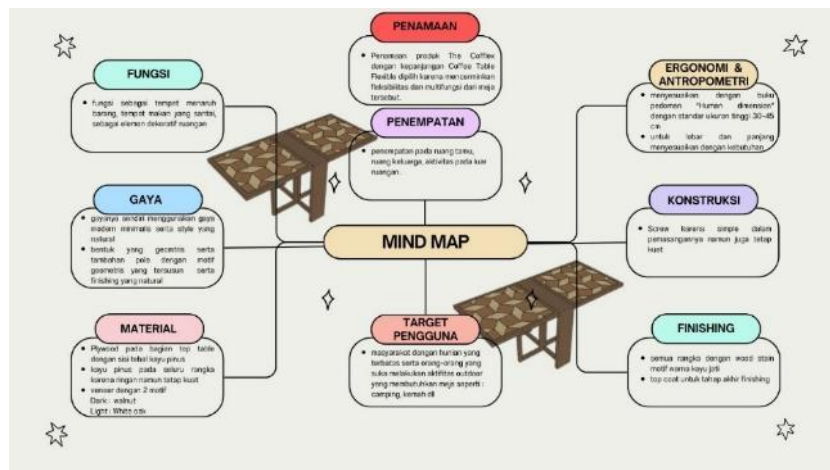 PENAMAAN
Penamaan produk The Cofflex
dengan kepanjangan Coffee Table
Flexible dipilih karena mencerminkan
fleksibilitas dan multifungsi dari meja
tersebut.
FUNGSI
fungsi sebagai tempat menaruh
barang, tempat makan yang santai,
sebagai elemen dekoratif ruangan
PENEMPATAN
penempatan pada ruang tamu,
ruang keluarga, aktivitas pada luar
ruangan.
ERGONOMI &
ANTROPOMETRI
menyesuaikan dengan buku
pedoman "Human dimension"
dengan standar ukuran tinggi 30-45
cm
untuk lebar dan panjang
menyesuaikan dengan kebutuhan
GAYA
gayanya sendiri menggunakan gaya
modern minimalis serta style yang
natural
bentuk yang geometris serta
tambahan pola dengan motif
geometris yang tersusun serta
finishing yang natural
MIND MAP
KONSTRUKSI
Screw karena simple dalam
pemasangannya namun juga tetap
kuat
MATERIAL
Plywood pada bagian top table
dengan sisi tebal kayu pinus
kayu pinus pada seluru rangka
karena ringan namun tetap kuat
veneer dengan 2 motif
Dark : walnut
Light : White oak
TARGET
PENGGUNA
masyarakat dengan hunian yang
terbatas serta orang-orang yang
suka melakukan aktifitas outdoor
yang membutuhkan meja seperti :
camping, kemah dll
FINISHING
semua rangka dengan wood stain
motif warna kayu jati
top coat untuk tahap akhir finishing